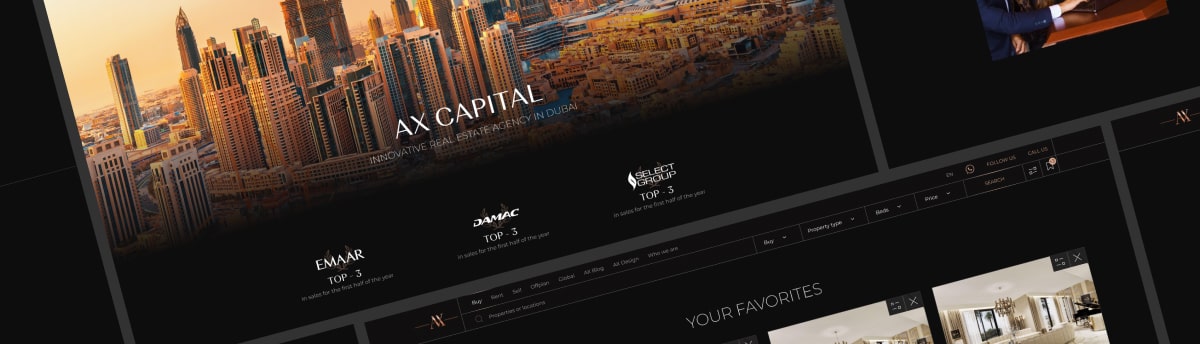 AX CAPITAL
INNOVATIVE REAL ESTATE AGENCY IN DUBAI
EMAAR
TOP - 3
In sales for the first half of the year
DAMAC
TOP - 3
In sales for the first half of the year
SELECT GROUP
TOP - 3
In sales for the first half of the year
AX
EN
FOLLOW US
CALL US
AX
Buy Rent Sell Offplan Global AX Blog AX Design Who we are
Properties or locations
Buy
Property type
Beds
Price
SEARCH
YOUR FAVORITES